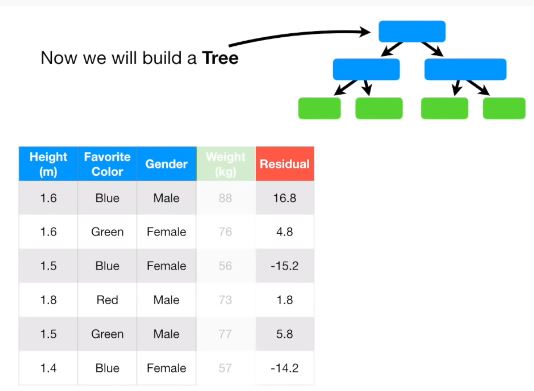 Now we will build a Tree
Height (m) Favorite Color Gender Weight (kg) Residual
1.6 Blue Male 88 16.8
1.6 Green Female 76 4.8
1.5 Blue Female 56 -15.2
1.8 Red Male 73 1.8
1.5 Green Male 77 5.8
1.4 Blue Female 57 -14.2